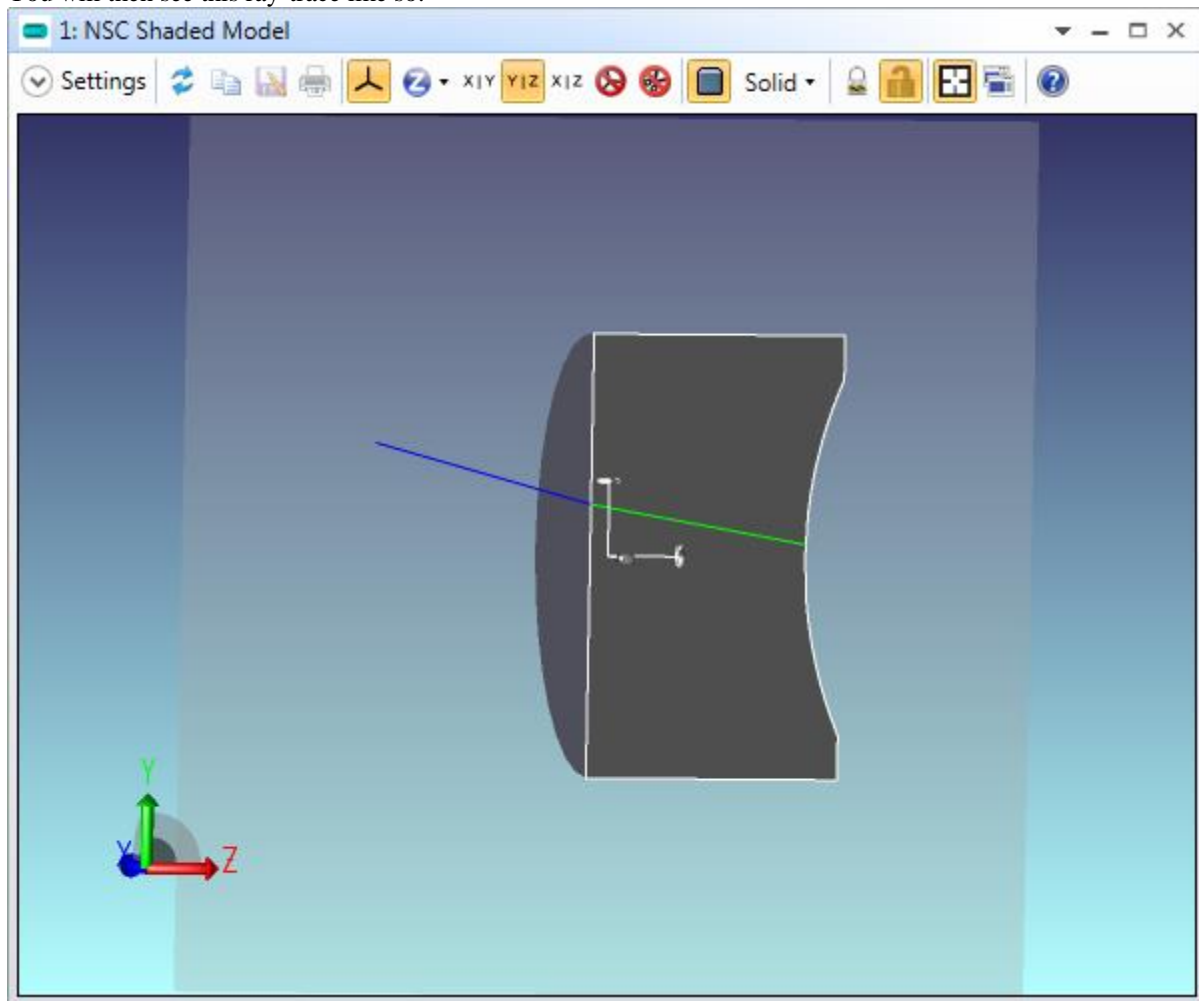 You will then see this ray-trace like so:
1: NSC Shaded Model
Settings X|Y Y|Z X|Z Solid
Y
X Z